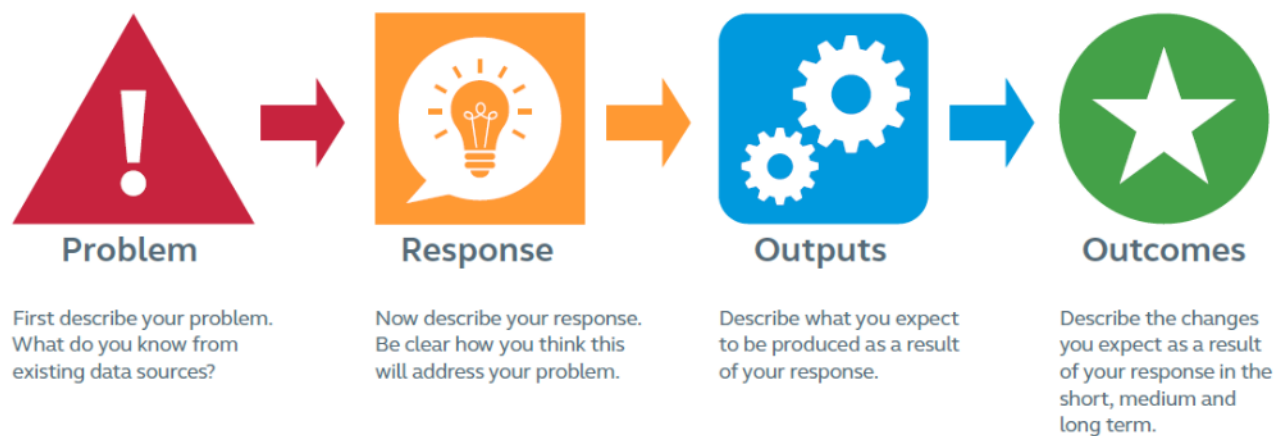 Problem
First describe your problem.
What do you know from
existing data sources?
Response
Now describe your response.
Be clear how you think this
will address your problem.
Outputs
Describe what you expect
to be produced as a result
of your response.
Outcomes
Describe the changes
you expect as a result
of your response in the
short, medium and
long term.